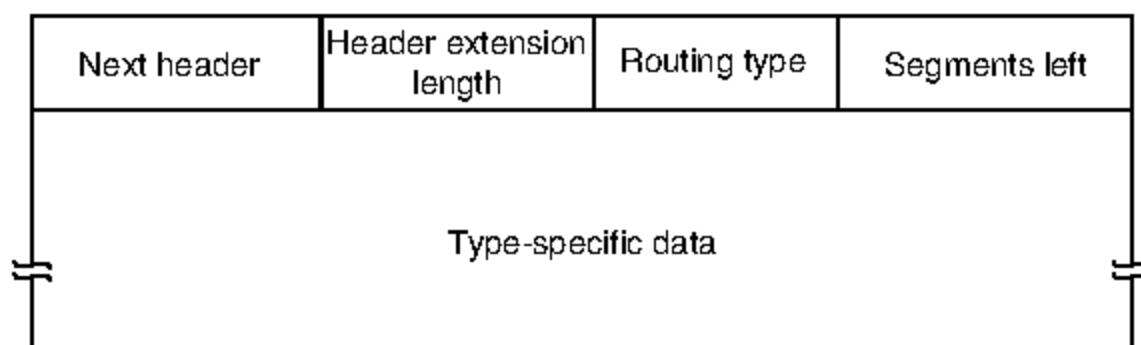 Next header
Header extension
length
Routing type
Segments left
Type-specific data